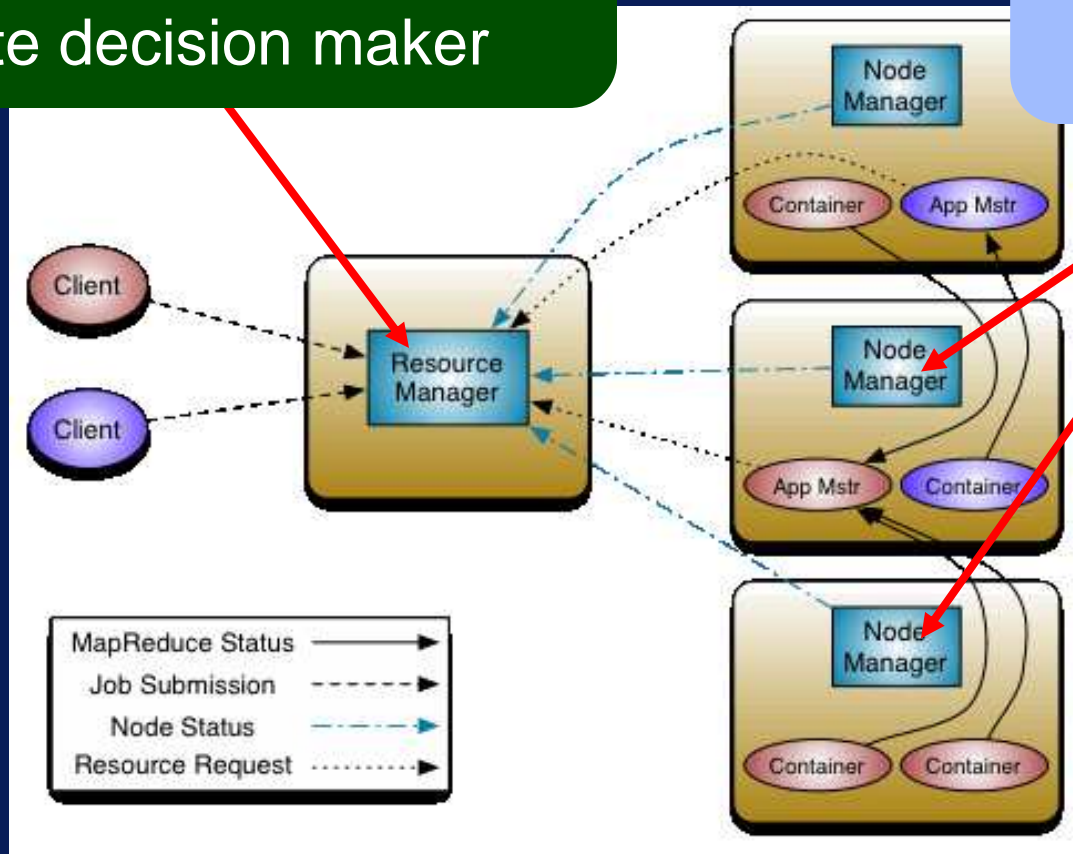 decision maker
Node
Manager
Container
App Mstr
Client
Resource
Manager
Node
Manager
Client
App Mstr
Container
Node
Manager
MapReduce Status
Job Submission
Node Status
Resource Request
Container
Container